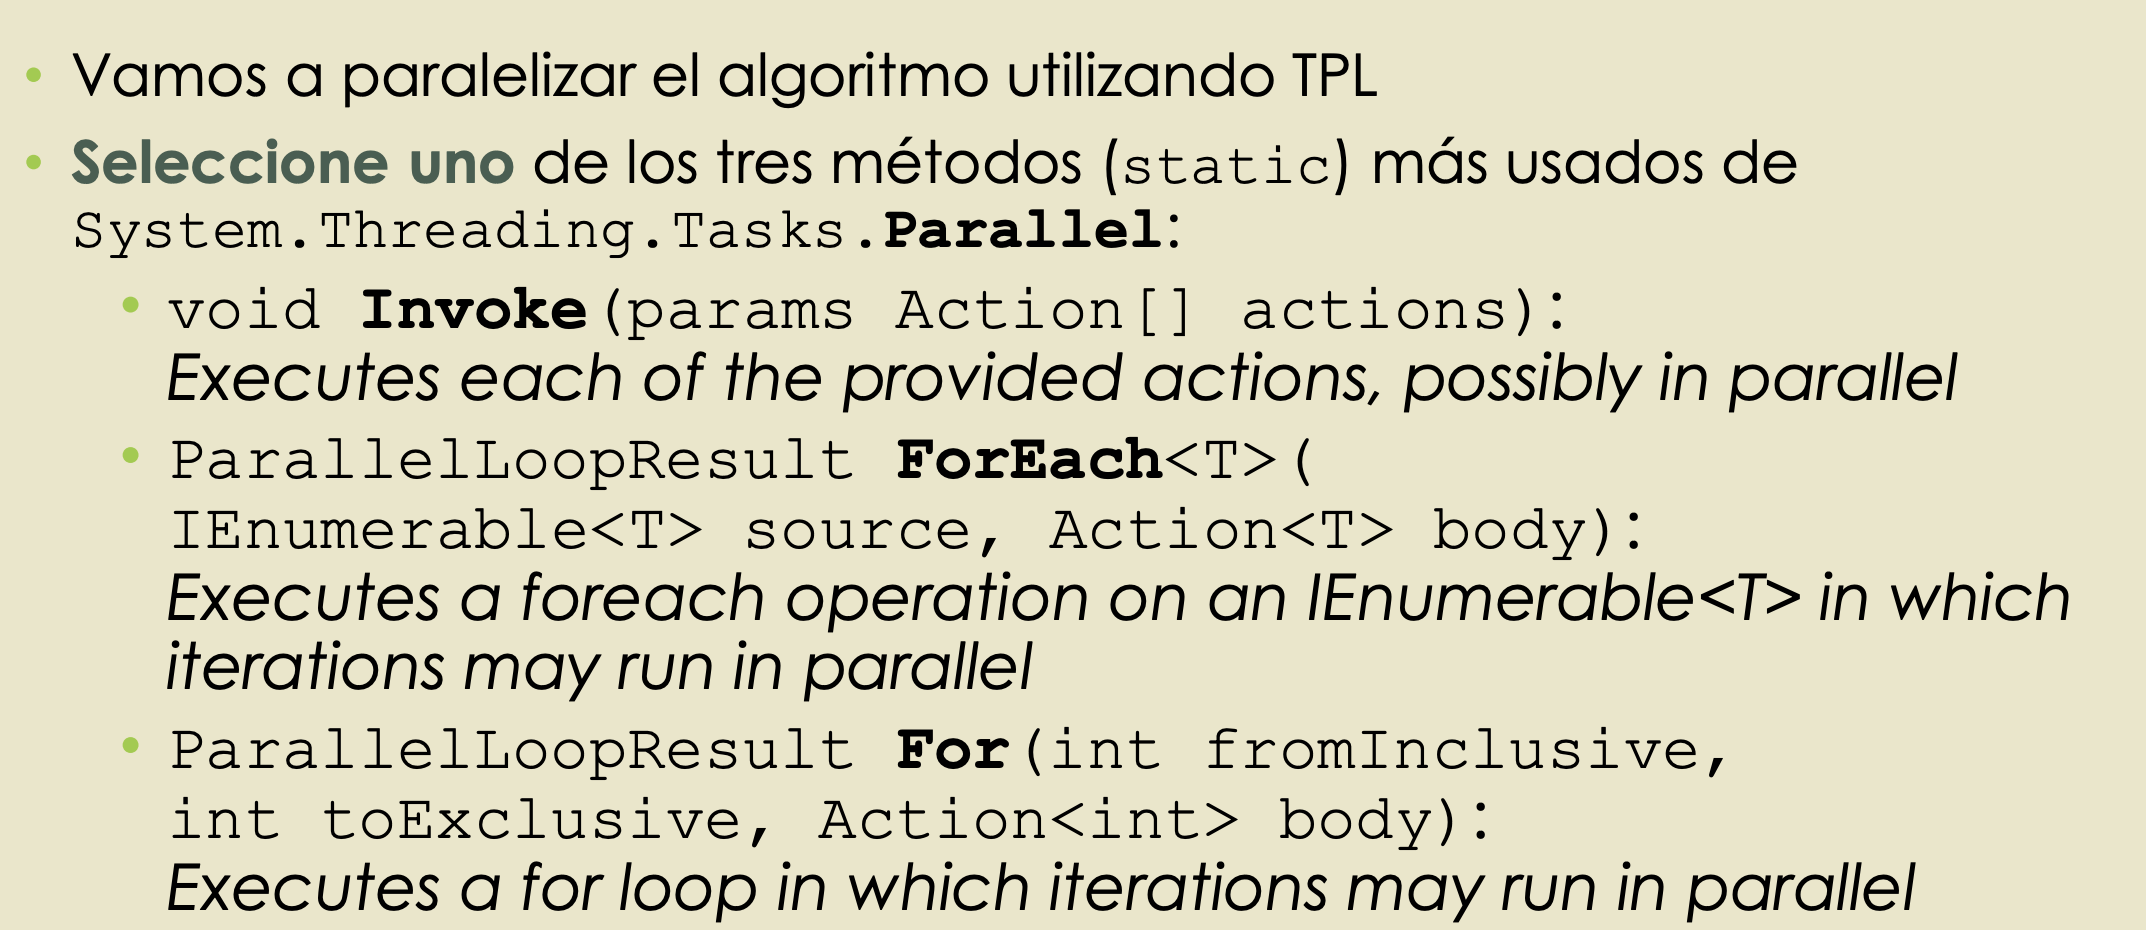 • Vamos a paralelizar el algoritmo utilizando TPL
• Seleccione uno de los tres métodos (static) más usados de
System.Threading.Tasks.Parallel:
• void Invoke(params Action[] actions):
Executes each of the provided actions, possibly in parallel
• ParallelLoopResult ForEach<T>(
IEnumerable<T> source, Action<T> body):
Executes a foreach operation on an IEnumerable<T> in which
iterations may run in parallel
• ParallelLoopResult For(int fromInclusive,
int toExclusive, Action<int> body):
Executes a for loop in which iterations may run in parallel